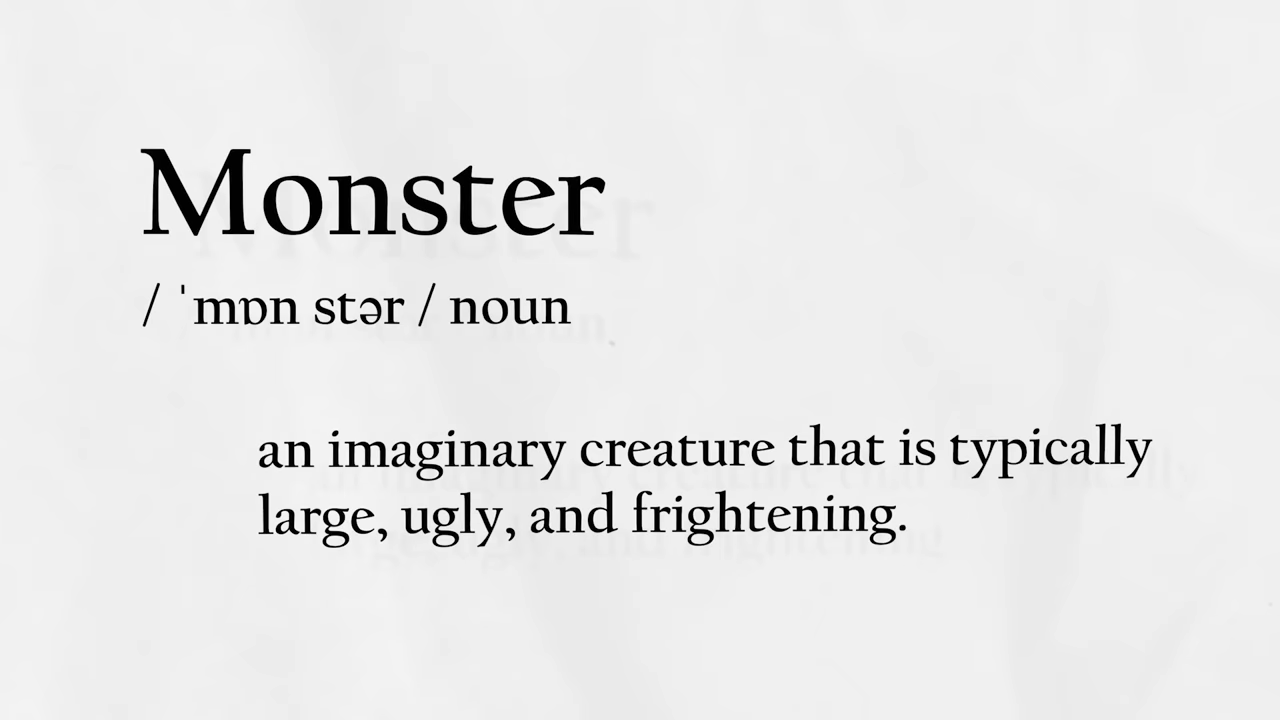 Monster
/ ˈmɒn stər / noun
an imaginary creature that is typically
large, ugly, and frightening.